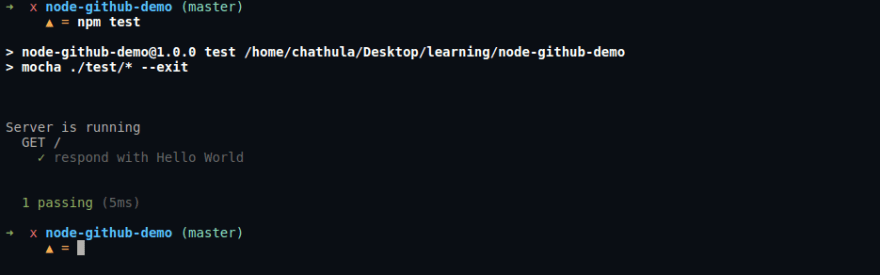 ➜  x node-github-demo (master)
▲ = npm test
> node-github-demo@1.0.0 test /home/chathula/Desktop/learning/node-github-demo
> mocha ./test/* --exit
Server is running
GET /
✓ respond with Hello World
1 passing (5ms)
➜  x node-github-demo (master)
▲ =